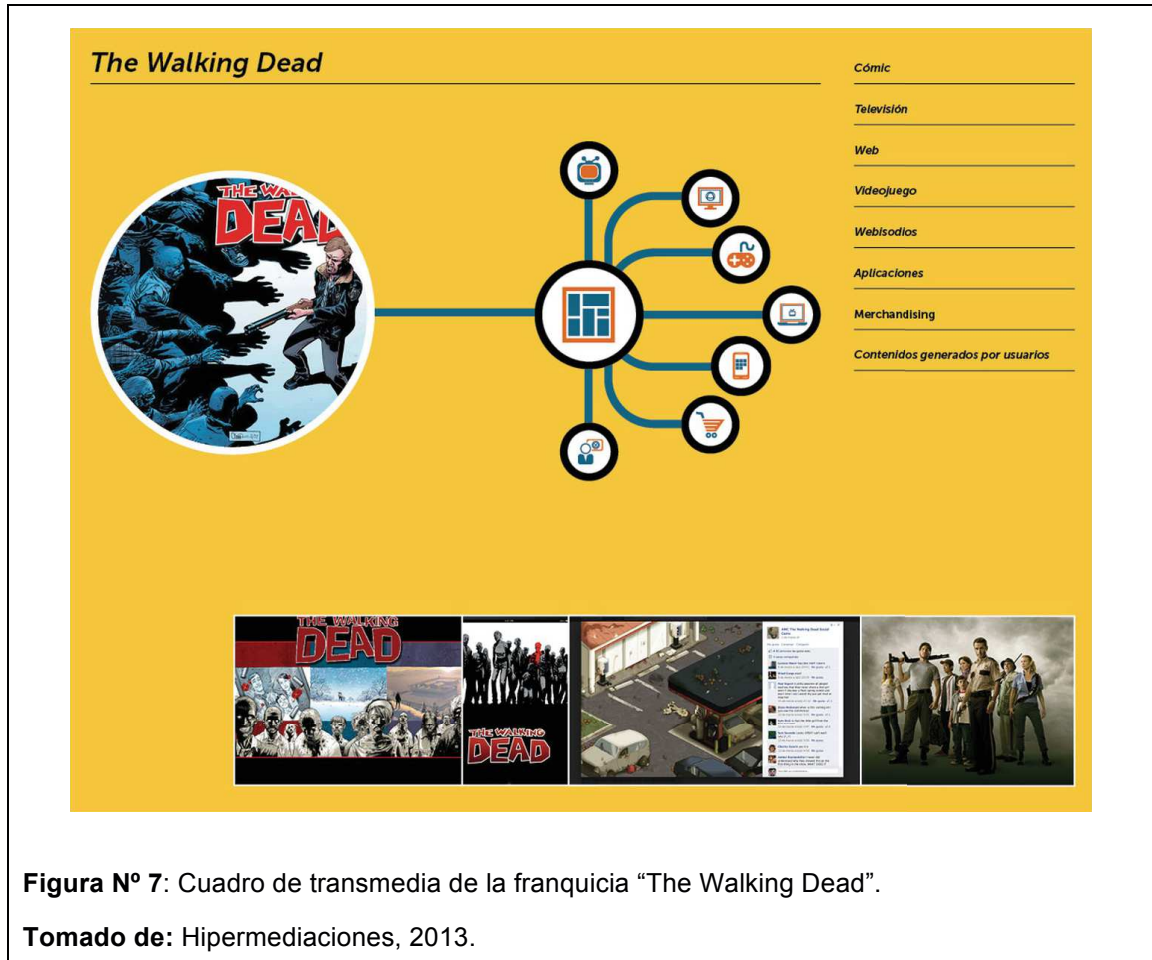 The Walking Dead
Cómic
Televisión
Web
Videojuego
Webisodios
Aplicaciones
Merchandising
Contenidos generados por usuarios
THE WA
DEAD
THE WALKING
DEAD
THE WALKING
DEAD
Figura Nº 7: Cuadro de transmedia de la franquicia “The Walking Dead”.
Tomado de: Hipermediaciones, 2013.